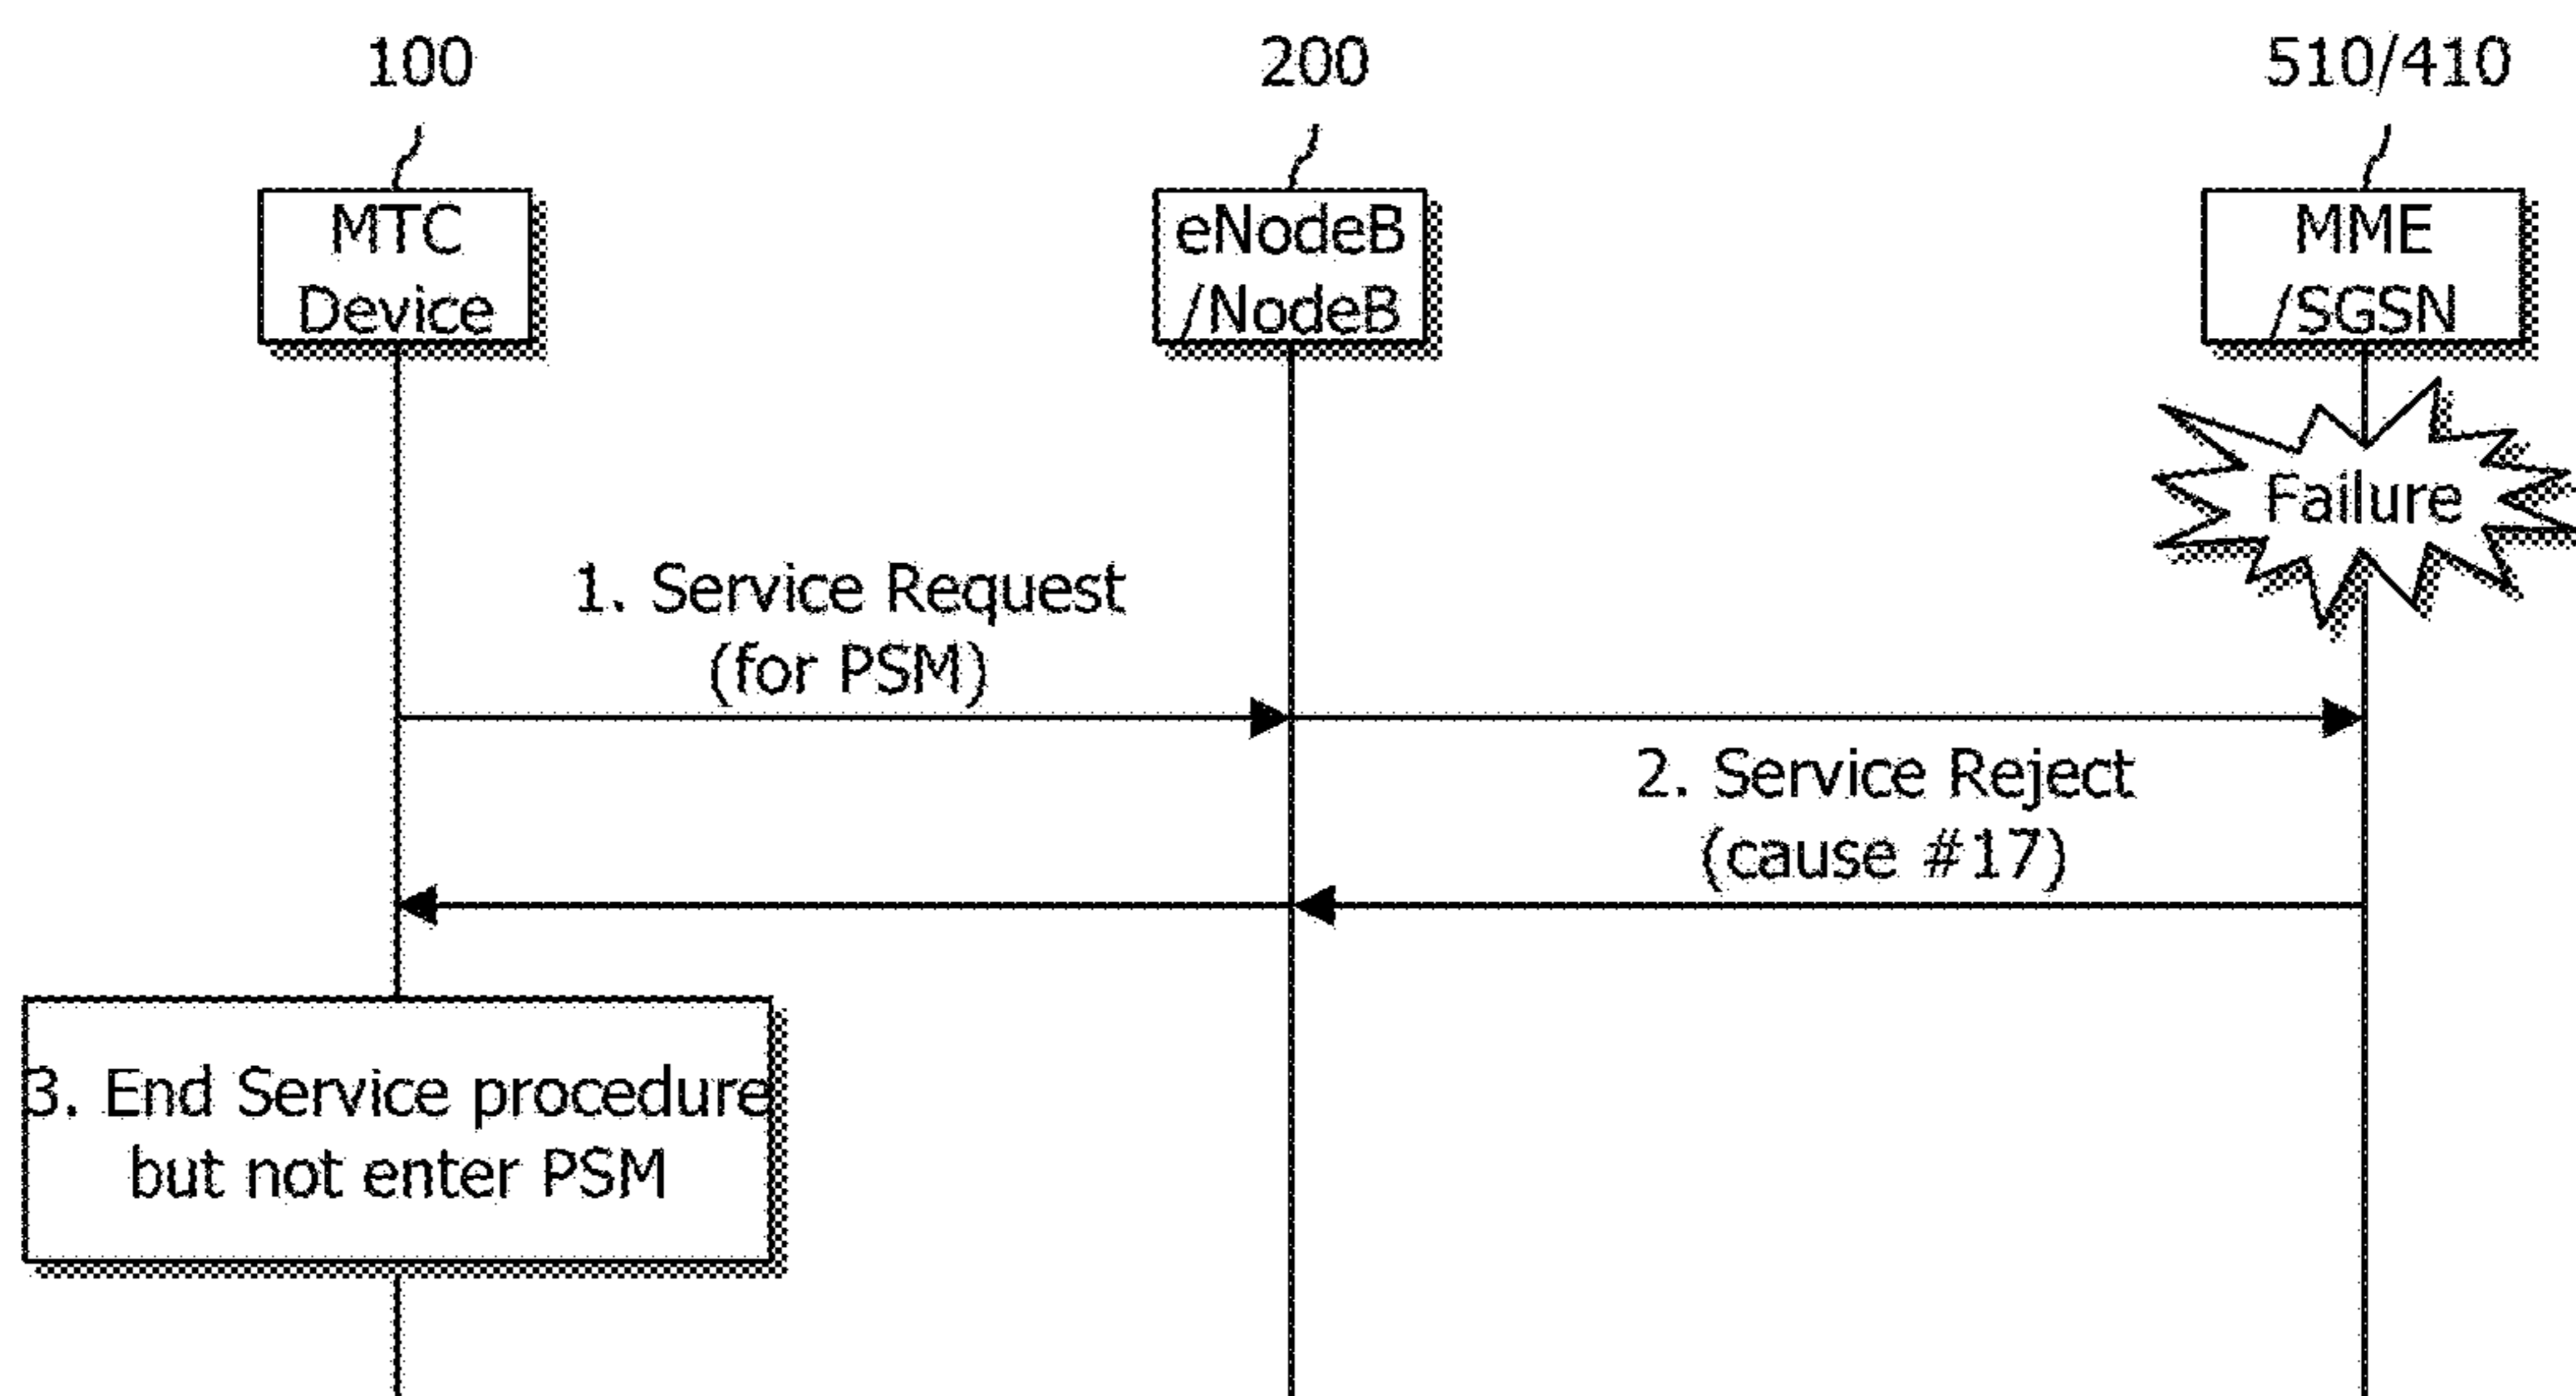 100
200
510/410
MTC
Device
eNodeB
/NodeB
MME
/SGSN
Failure
1. Service Request
(for PSM)
2. Service Reject
(cause #17)
3. End Service procedure
but not enter PSM